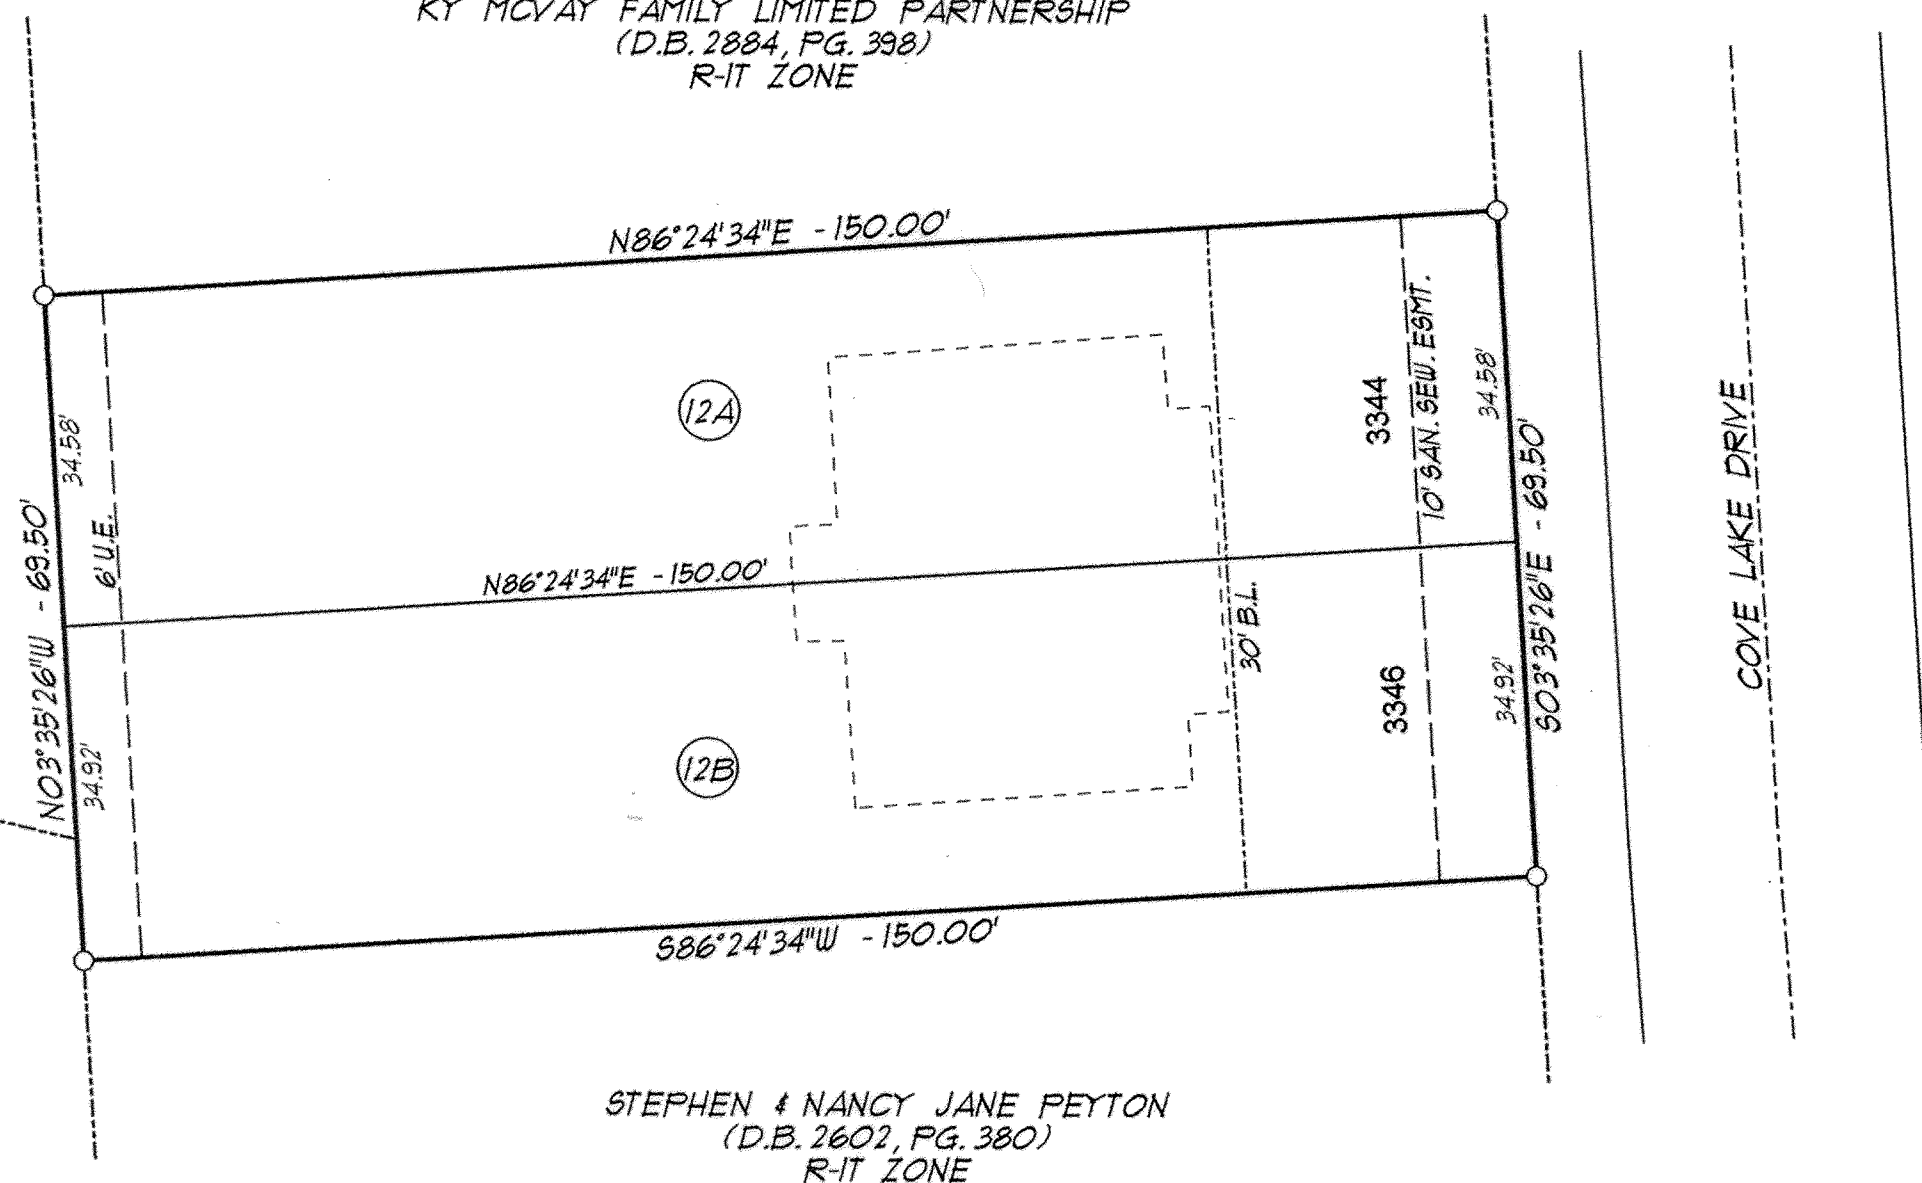 KY MCVAY FAMILY LIMITED PARTNERSHIP
(D.B. 2884, PG. 398)
R-1T ZONE
N86°24'34"E - 150.00'
12A
34.58'
6' U.E.
N03°35'26"W - 69.50'
34.92'
N86°24'34"E - 150.00'
3344
10' SAN. SEW. ESMT.
34.58'
30' B.L.
3346
34.92'
S03°35'26"E - 69.50'
COVE LAKE DRIVE
12B
S86°24'34"W - 150.00'
STEPHEN & NANCY JANE PEYTON
(D.B. 2602, PG. 380)
R-1T ZONE